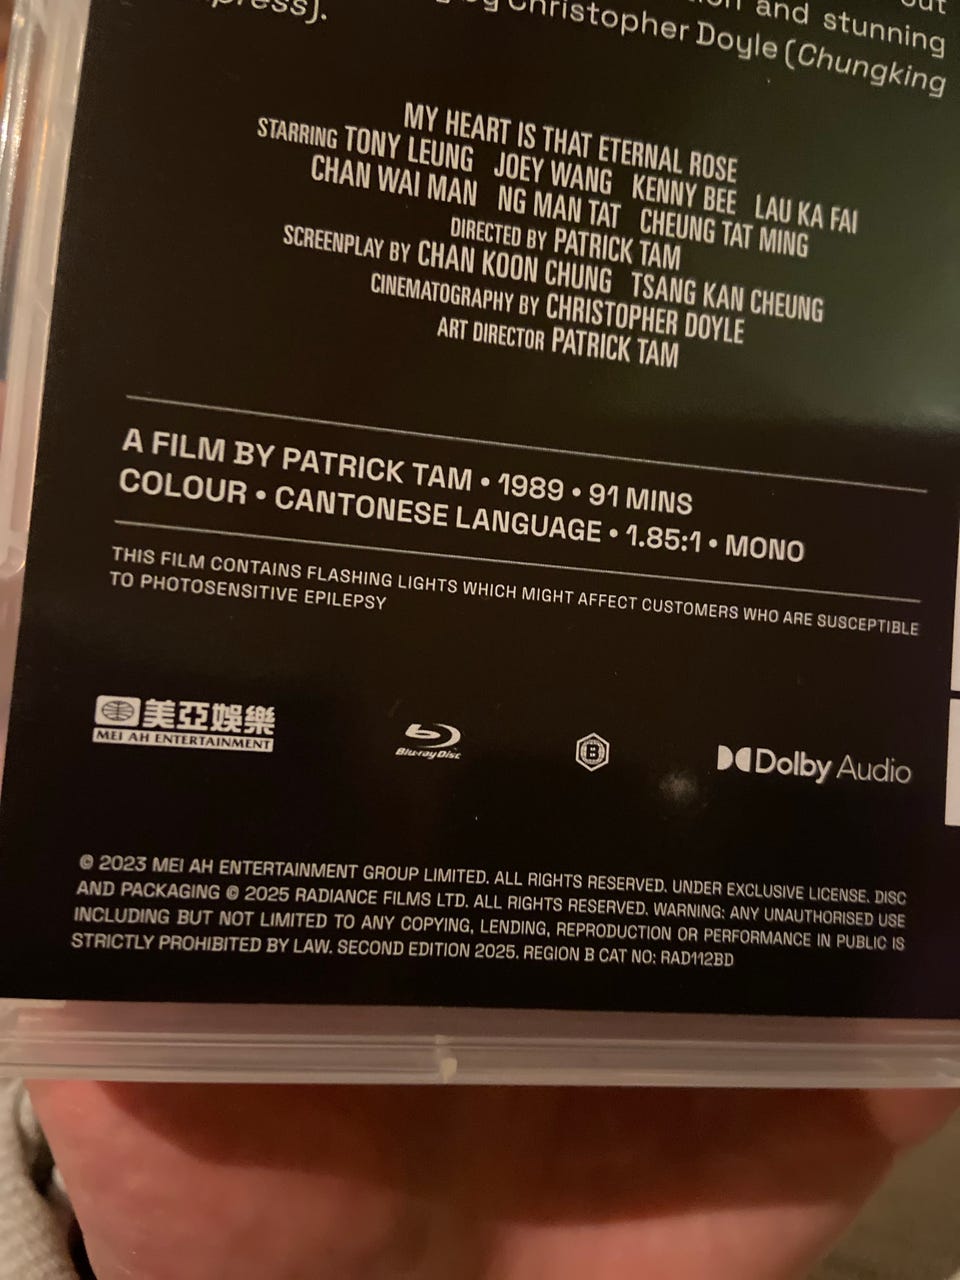 and stunning
by Christopher Doyle (Chungking
MY HEART IS THAT ETERNAL ROSE
STARRING TONY LEUNG JOEY WANG KENNY BEE LAU KA FAI
CHAN WAI MAN NG MAN TAT CHEUNG TAT MING
DIRECTED BY PATRICK TAM
SCREENPLAY BY CHAN KOON CHUNG TSANG KAN CHEUNG
CINEMATOGRAPHY BY CHRISTOPHER DOYLE
ART DIRECTOR PATRICK TAM
A FILM BY PATRICK TAM • 1989 • 91 MINS
COLOUR • CANTONESE LANGUAGE • 1.85:1 • MONO
THIS FILM CONTAINS FLASHING LIGHTS WHICH MIGHT AFFECT CUSTOMERS WHO ARE SUSCEPTIBLE
TO PHOTOSENSITIVE EPILEPSY
美亞娛樂
MEI AH ENTERTAINMENT
Blu-ray Disc
B
Dolby Audio
© 2023 MEI AH ENTERTAINMENT GROUP LIMITED. ALL RIGHTS RESERVED. UNDER EXCLUSIVE LICENSE. DISC
AND PACKAGING © 2025 RADIANCE FILMS LTD. ALL RIGHTS RESERVED. WARNING: ANY UNAUTHORISED USE
INCLUDING BUT NOT LIMITED TO ANY COPYING, LENDING, REPRODUCTION OR PERFORMANCE IN PUBLIC IS
STRICTLY PROHIBITED BY LAW. SECOND EDITION 2025. REGION B CAT NO: RAD112BD